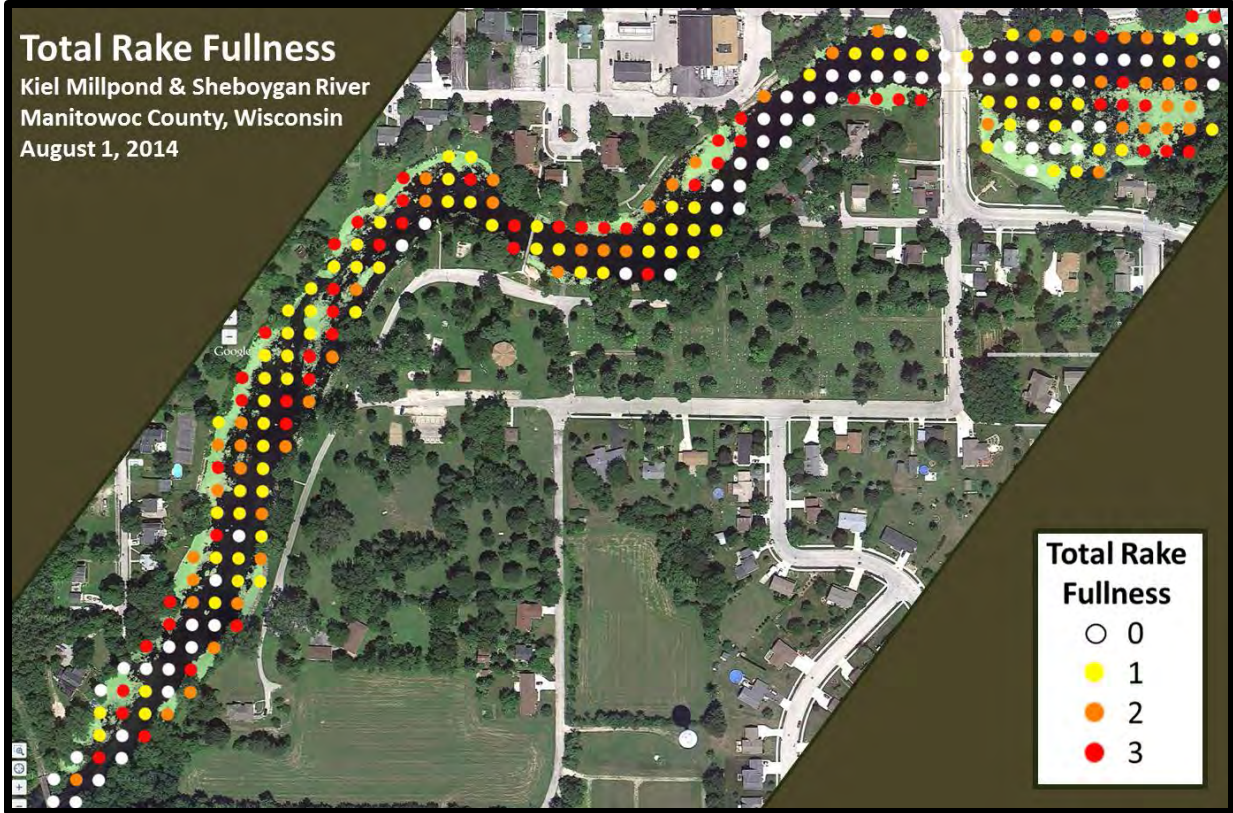 Total Rake Fullness
Kiel Millpond & Sheboygan River
Manitowoc County, Wisconsin
August 1, 2014
Google
Total Rake
Fullness
0
1
2
3